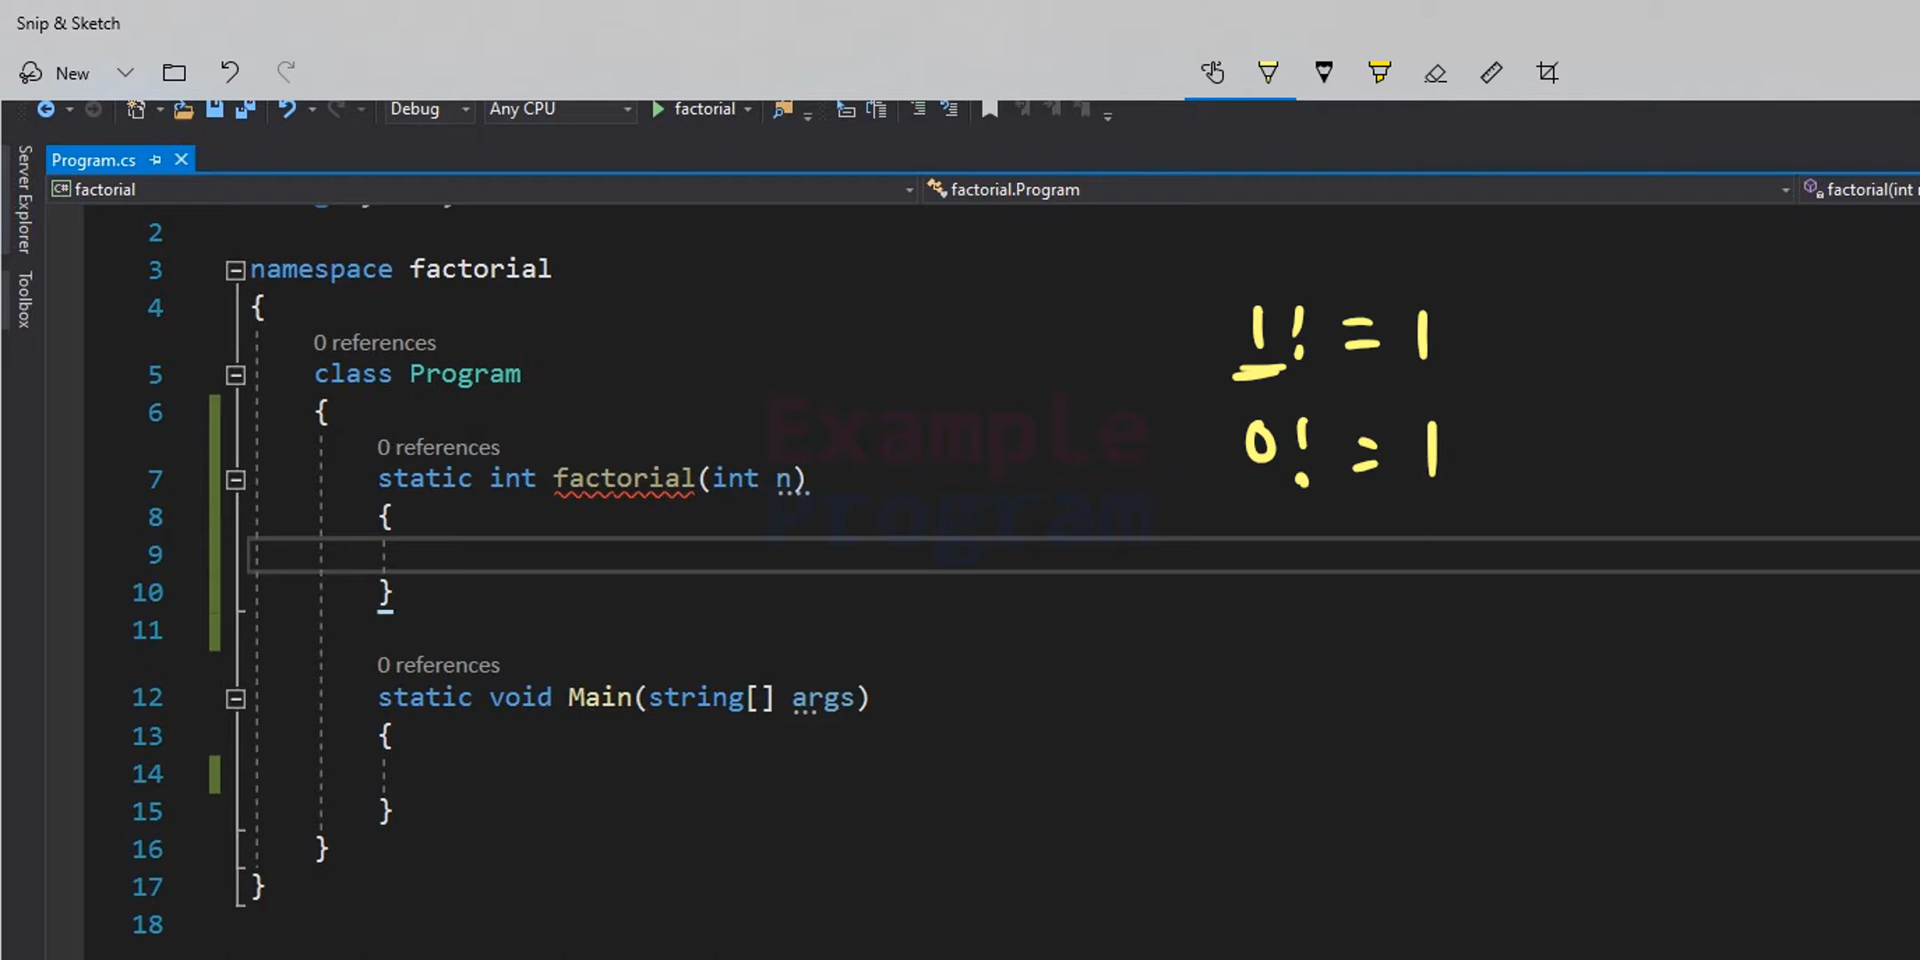 Snip & Sketch
New
Debug Any CPU factorial
Program.cs
factorial factorial.Program factorial(int
Server Explorer
Toolbox
2
3 namespace factorial
4 {
0 references
5 class Program
6 {
0 references
7 static int factorial(int n)
8 {
9
10 }
11
0 references
12 static void Main(string[] args)
13 {
14
15 }
16 }
17 }
18
1! = 1
0! = 1
Example
Program